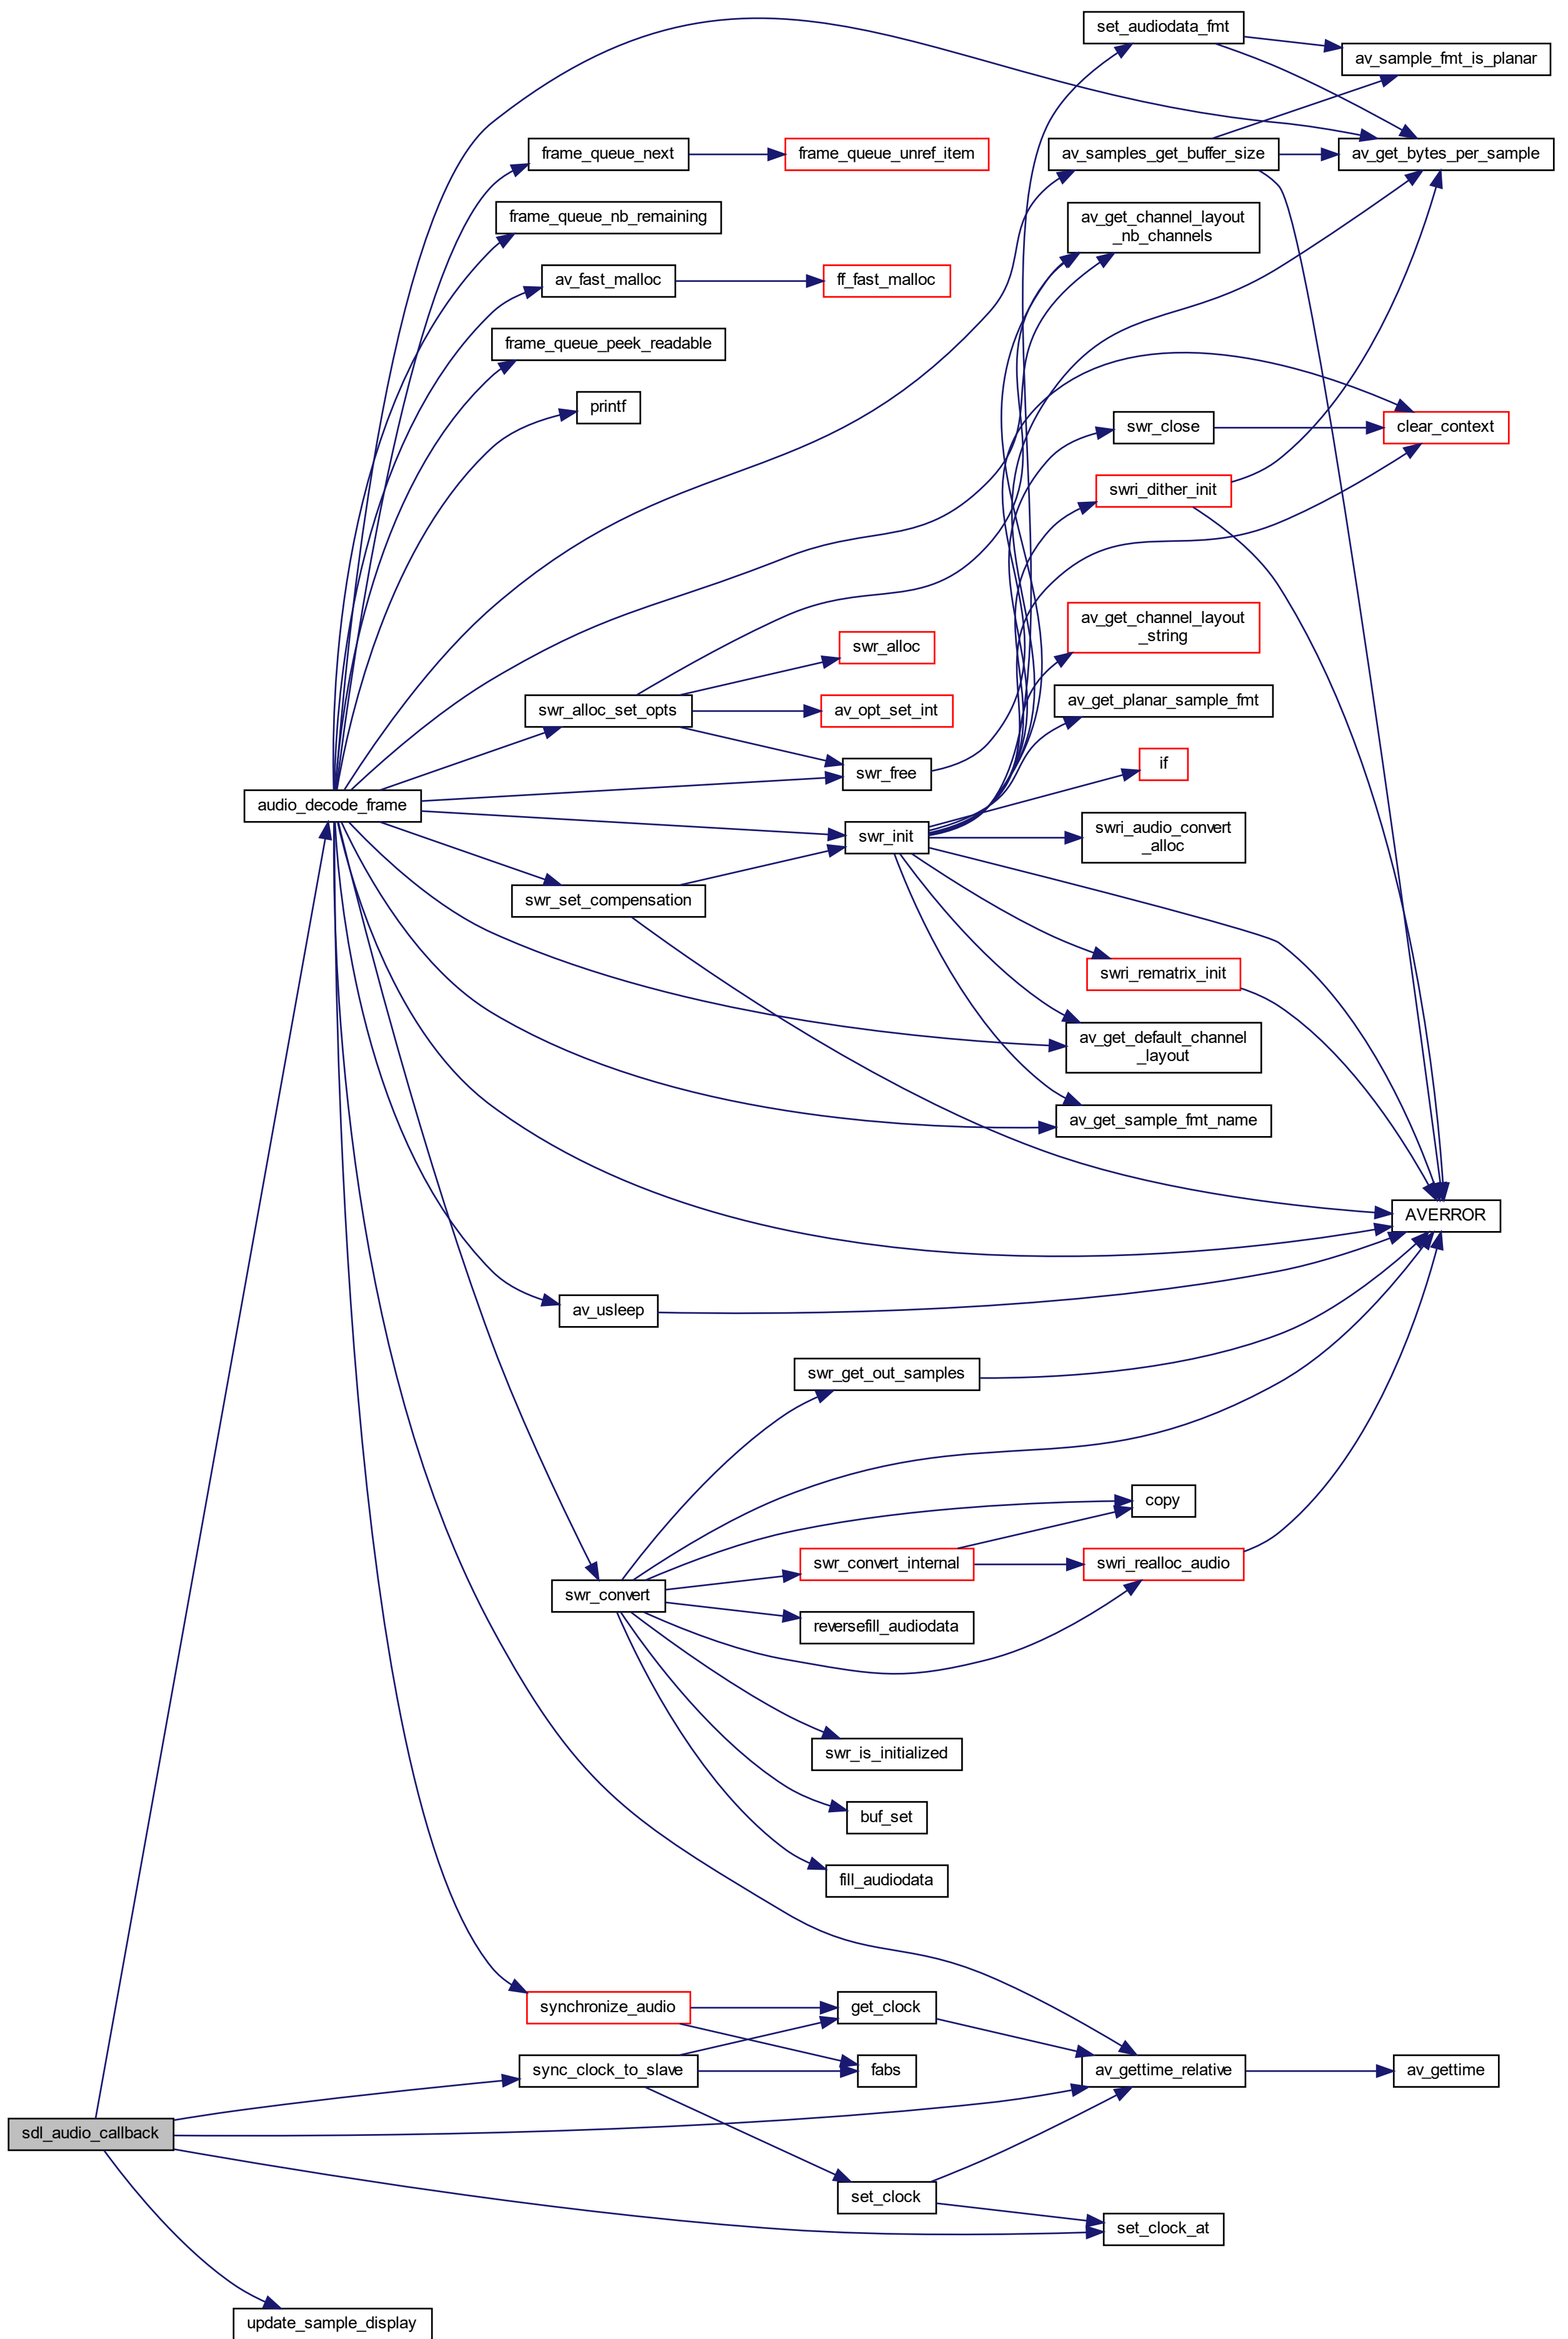 set_audiodata_fmt
av_sample_fmt_is_planar
frame_queue_next
frame_queue_unref_item
av_samples_get_buffer_size
av_get_bytes_per_sample
frame_queue_nb_remaining
av_get_channel_layout
_nb_channels
av_fast_malloc
ff_fast_malloc
frame_queue_peek_readable
printf
swr_close
clear_context
swri_dither_init
av_get_channel_layout
_string
swr_alloc
swr_alloc_set_opts
av_opt_set_int
av_get_planar_sample_fmt
swr_free
if
audio_decode_frame
swr_init
swri_audio_convert
_alloc
swr_set_compensation
swri_rematrix_init
av_get_default_channel
_layout
av_get_sample_fmt_name
AVERROR
av_usleep
swr_get_out_samples
copy
swr_convert_internal
swri_realloc_audio
swr_convert
reversefill_audiodata
swr_is_initialized
buf_set
fill_audiodata
synchronize_audio
get_clock
sync_clock_to_slave
fabs
av_gettime_relative
av_gettime
sdl_audio_callback
set_clock
set_clock_at
update_sample_display